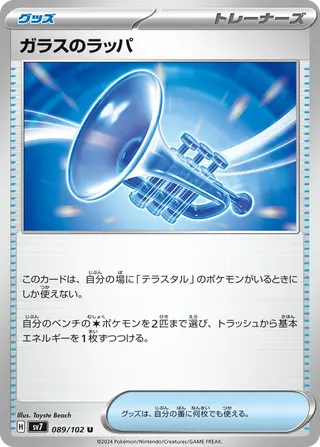 グッズ
トレーナーズ
ガラスのラッパ
このカードは、自分の場に「テラスタル」のポケモンがいるときに
しか使えない。
自分のベンチの ポケモンを2匹まで選び、トラッシュから基本
エネルギーを1枚ずつつける。
Illus. Toyste Beach
H sv7 089/102 U
グッズは、自分の番に何枚でも使える。
©2024 Pokémon/Nintendo/Creatures/GAME FREAK.